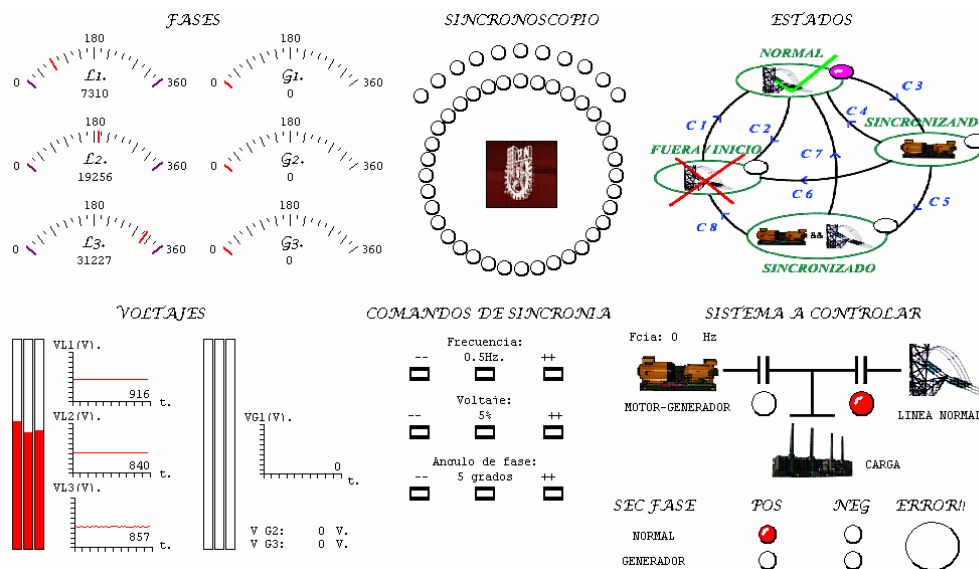 FASES
180
0
360
L1.
7310
180
0
360
G1.
0
180
0
360
L2.
19256
180
0
360
G2.
0
180
0
360
L3.
31227
180
0
360
G3.
0
SINCRONOSCOPIO
ESTADOS
NORMAL
C 3
C 1
C 2
C 4
SINCRONIZAND
FUERA/INICIO
C 7
C 6
C 5
C 8
&&
SINCRONIZADO
VOLTAJES
VL1(V).
916
t.
VL2(V).
840
t.
VL3(V).
857
t.
VG1(V).
0
t.
V G2: 0 V.
V G3: 0 V.
COMANDOS DE SINCRONIA
Frecuencia:
-- 0.5Hz. ++
Voltaje:
-- 5% ++
Angulo de fase:
-- 5 grados ++
SISTEMA A CONTROLAR
Fcia: 0 Hz
MOTOR-GENERADOR
LINEA NORMAL
CARGA
SEC FASE POS NEG ERROR!!
NORMAL
GENERADOR